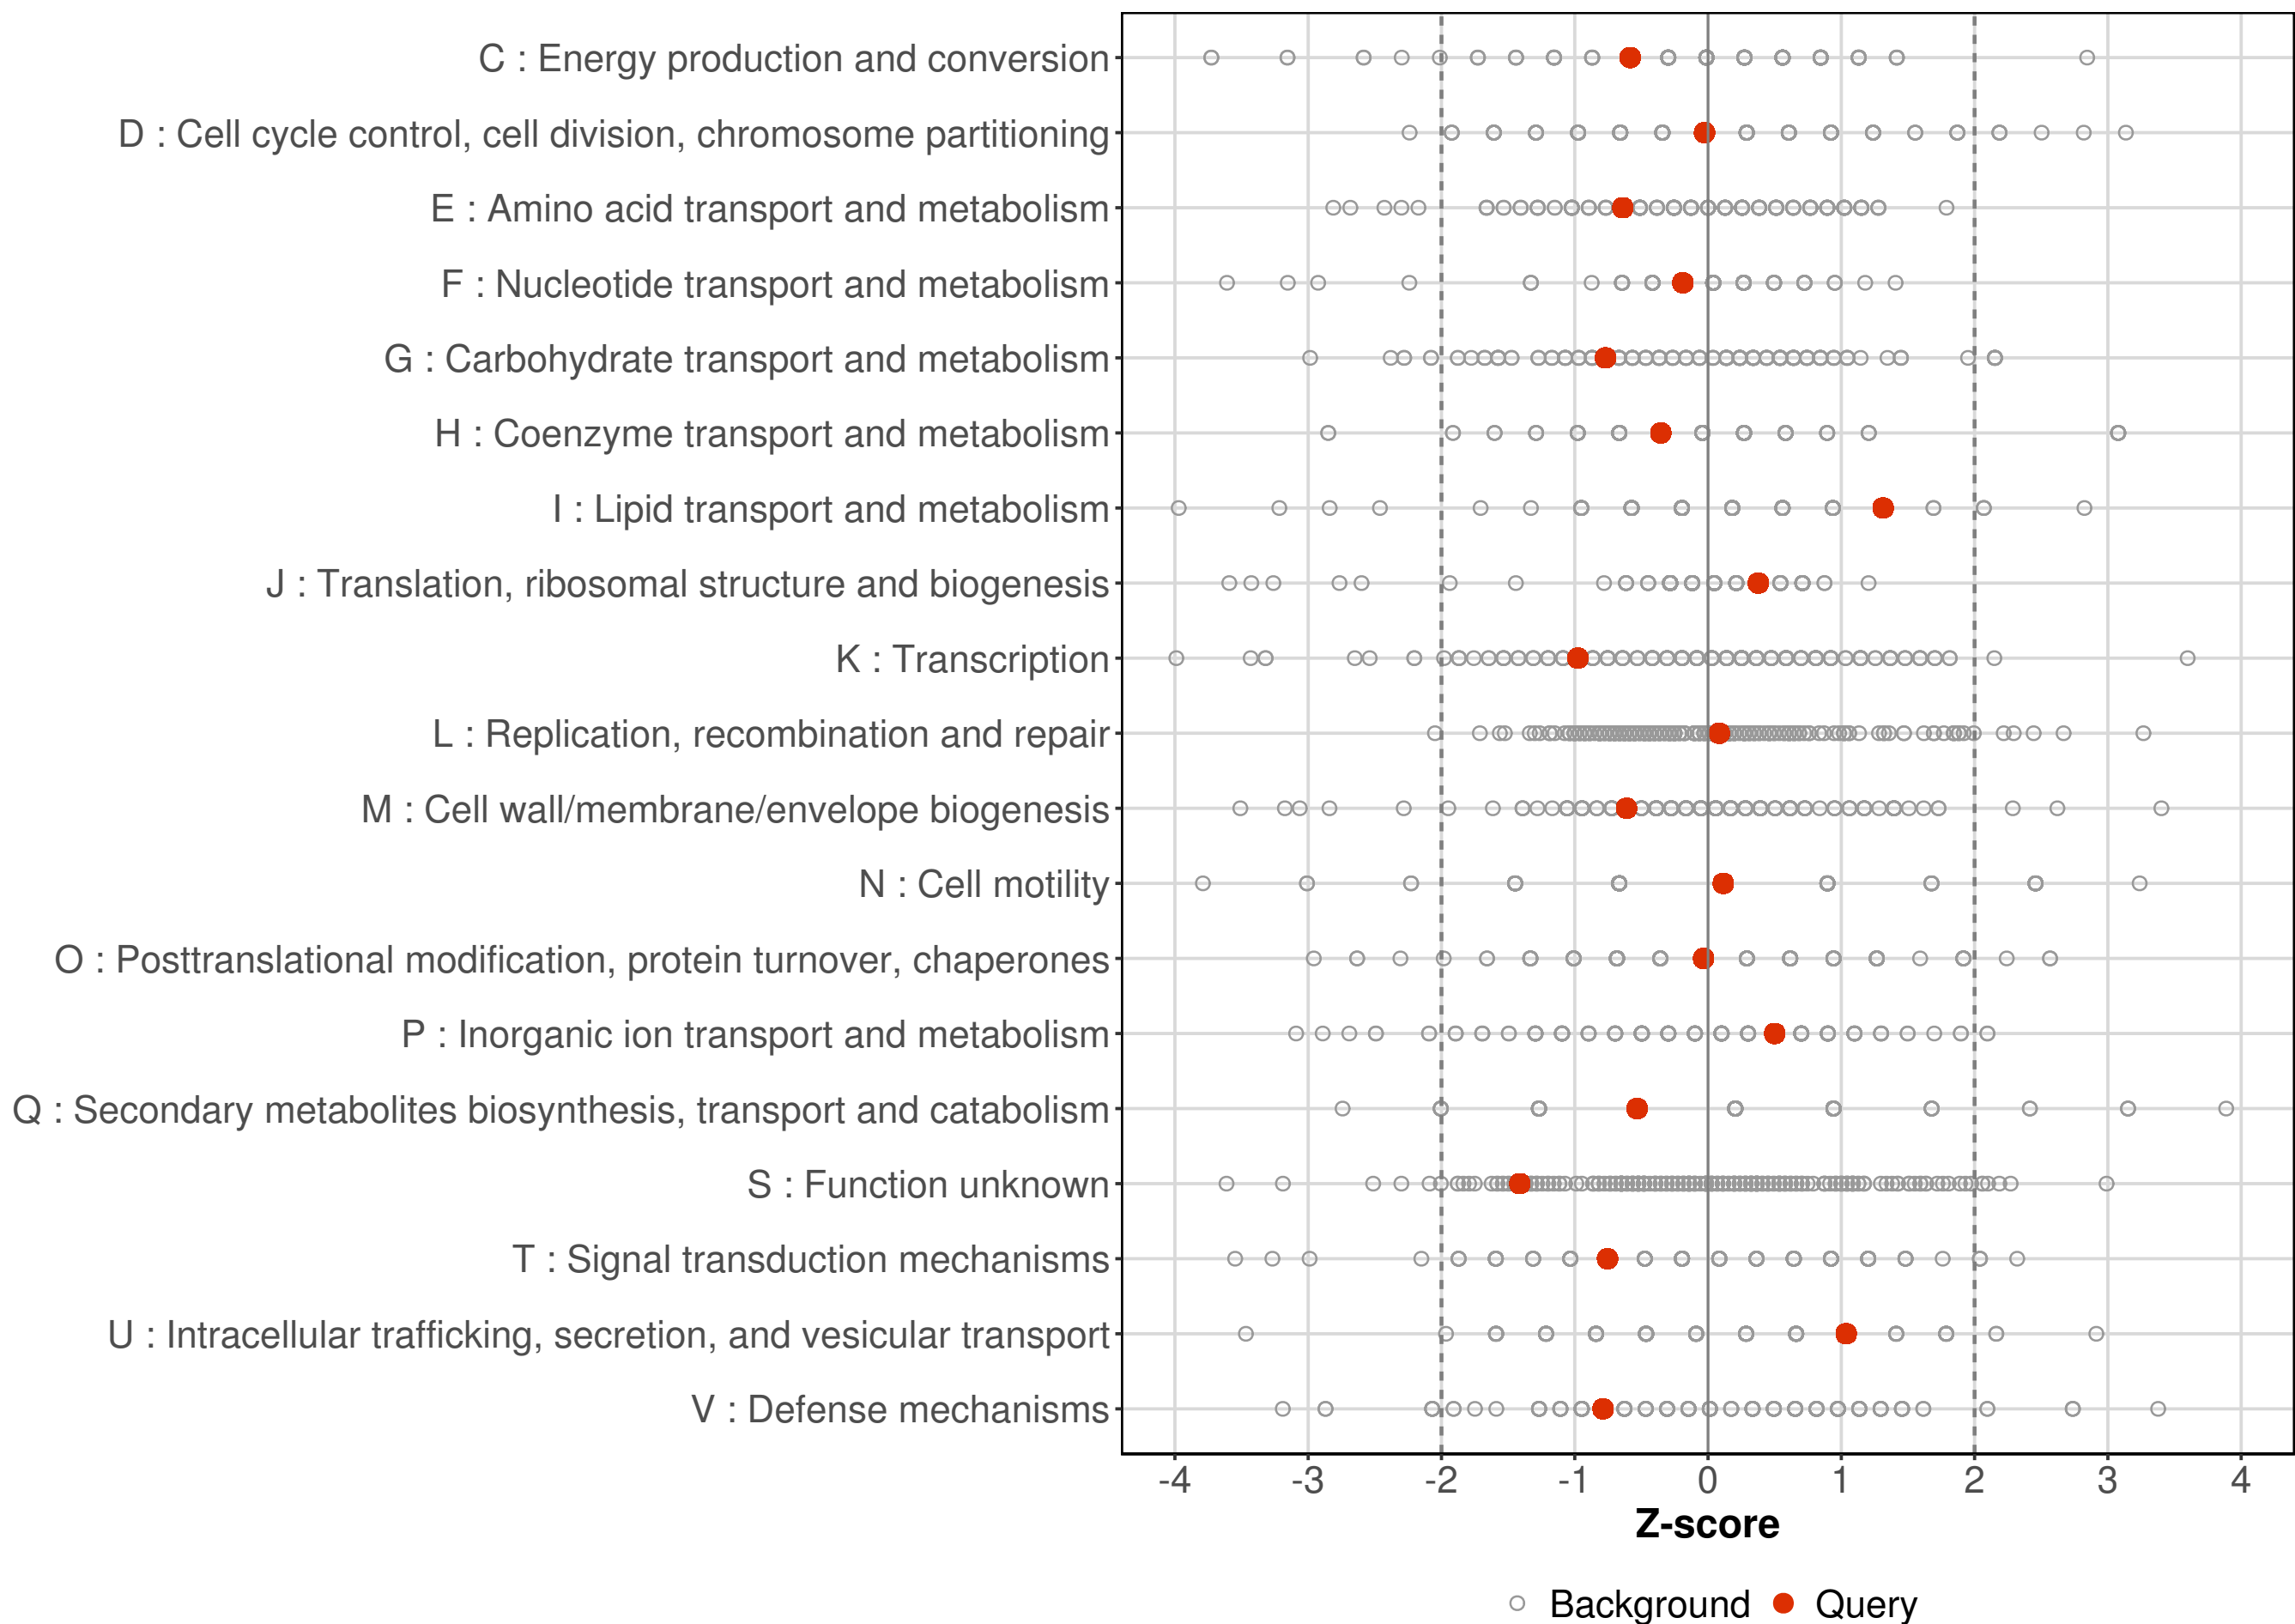 C : Energy production and conversion
D : Cell cycle control, cell division, chromosome partitioning
E : Amino acid transport and metabolism
F : Nucleotide transport and metabolism
G : Carbohydrate transport and metabolism
H : Coenzyme transport and metabolism
I : Lipid transport and metabolism
J : Translation, ribosomal structure and biogenesis
K : Transcription
L : Replication, recombination and repair
M : Cell wall/membrane/envelope biogenesis
N : Cell motility
O : Posttranslational modification, protein turnover, chaperones
P : Inorganic ion transport and metabolism
Q : Secondary metabolites biosynthesis, transport and catabolism
S : Function unknown
T : Signal transduction mechanisms
U : Intracellular trafficking, secretion, and vesicular transport
V : Defense mechanisms
-4 -3 -2 -1 0 1 2 3 4
Z-score
Background Query